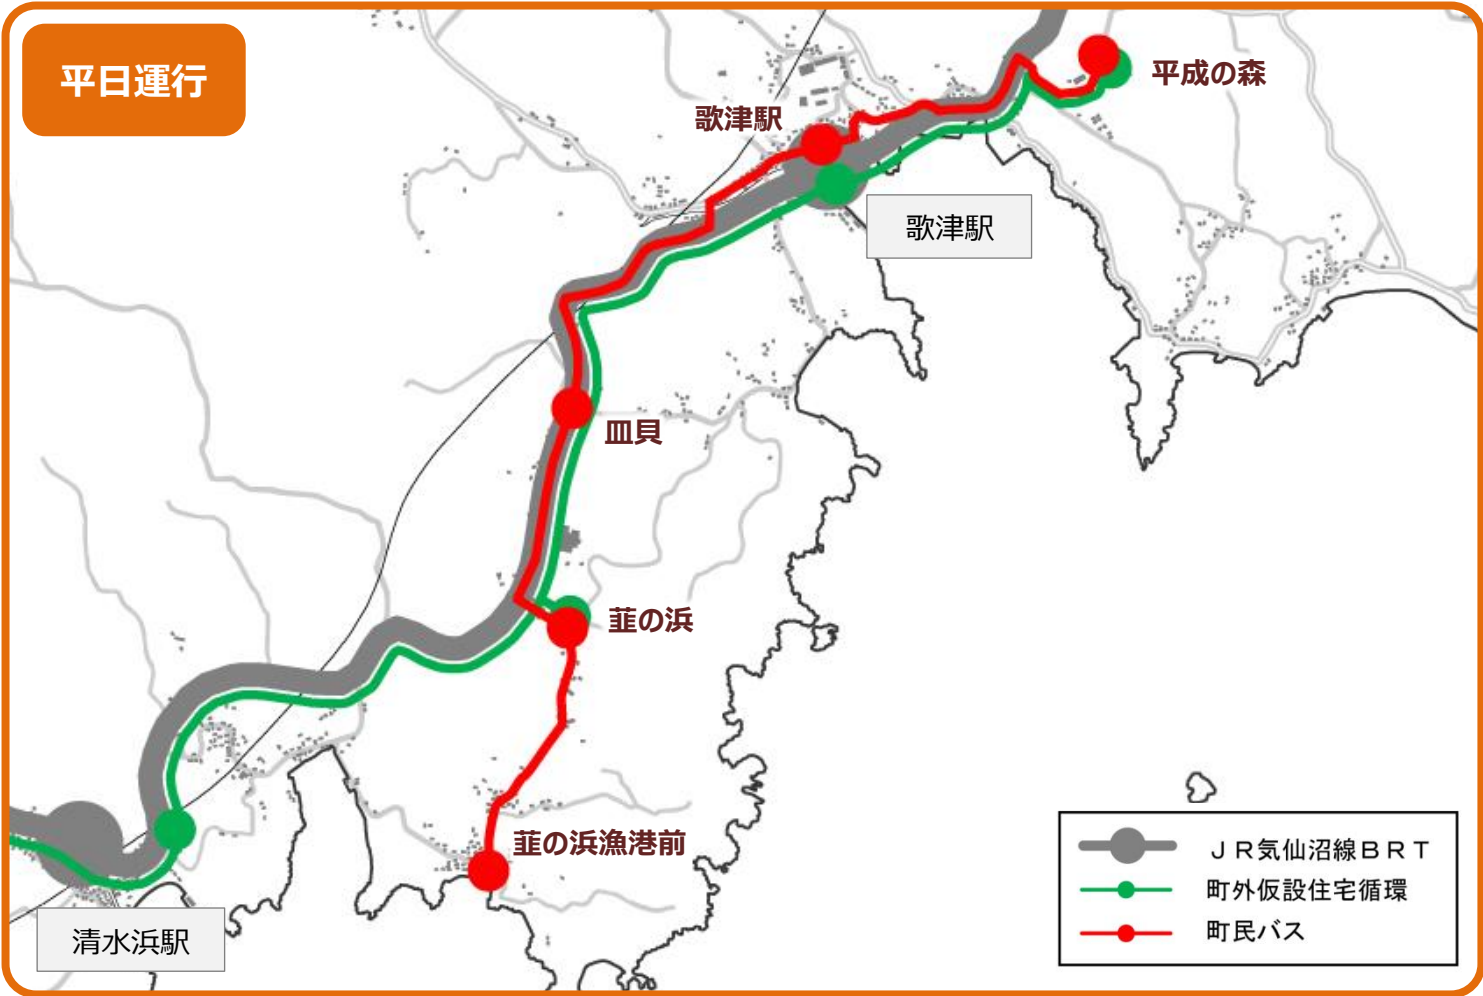 平日運行
平成の森
歌津駅
歌津駅
皿貝
韮の浜
韮の浜漁港前
清水浜駅
ＪＲ気仙沼線ＢＲＴ
町外仮設住宅循環
町民バス